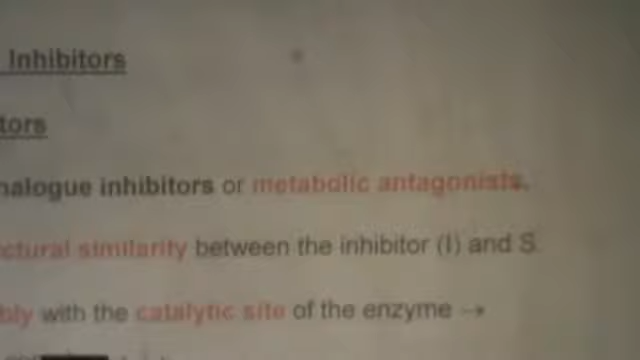 Inhibitors
tors
nalogue inhibitors or metabolic antagonists.
ctural similarity between the inhibitor (I) and S.
bly with the catalytic site of the enzyme →